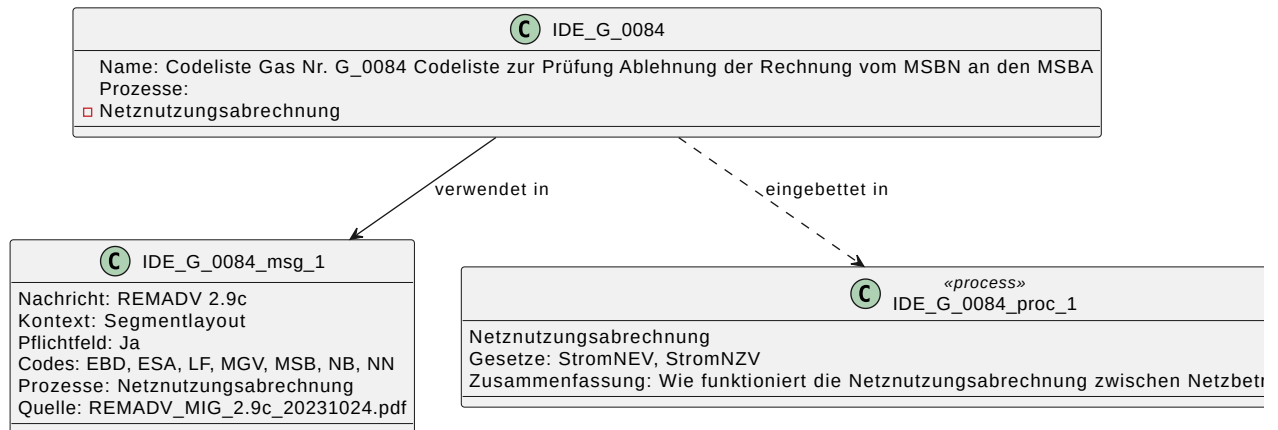 C IDE_G_0084
Name: Codeliste Gas Nr. G_0084 Codeliste zur Prüfung Ablehnung der Rechnung vom MSBN an den MSBA
Prozesse:
Netznutzungsabrechnung
verwendet in
eingebettet in
C IDE_G_0084_msg_1
Nachricht: REMADV 2.9c
Kontext: Segmentlayout
Pflichtfeld: Ja
Codes: EBD, ESA, LF, MGV, MSB, NB, NN
Prozesse: Netznutzungsabrechnung
Quelle: REMADV_MIG_2.9c_20231024.pdf
C «process»
IDE_G_0084_proc_1
Netznutzungsabrechnung
Gesetze: StromNEV, StromNZV
Zusammenfassung: Wie funktioniert die Netznutzungsabrechnung zwischen